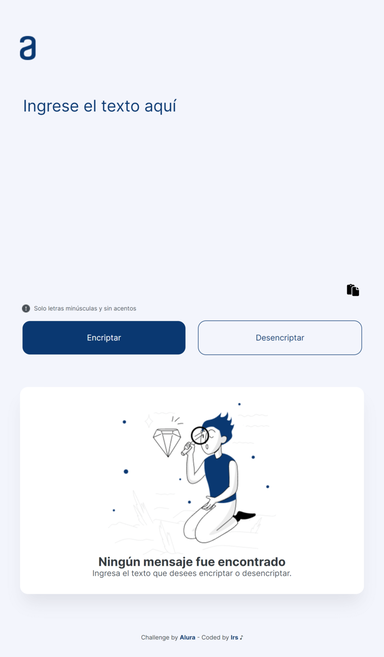 a
Ingrese el texto aquí
Solo letras minúsculas y sin acentos
Encriptar
Desencriptar
Ningún mensaje fue encontrado
Ingresa el texto que desees encriptar o desencriptar.
Challenge by Alura - Coded by Irs ♪